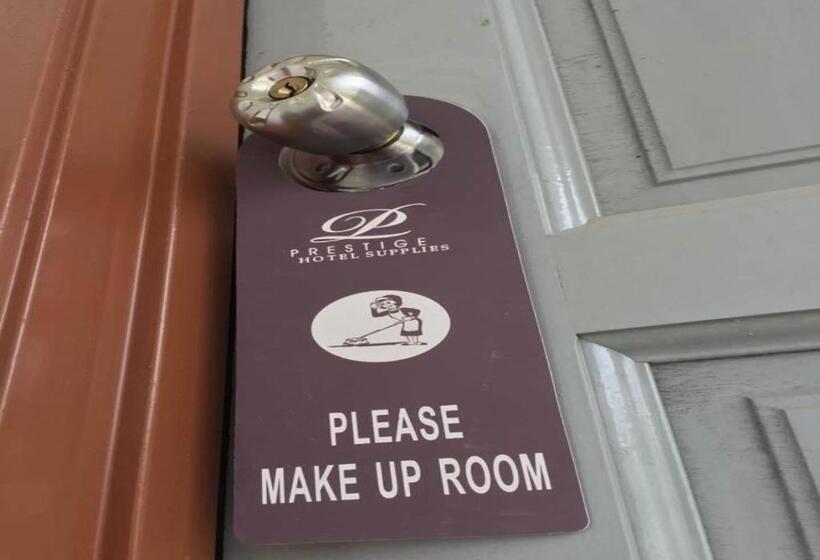 P
PRESTIGE
HOTEL SUPPLIES
PLEASE
MAKE UP ROOM